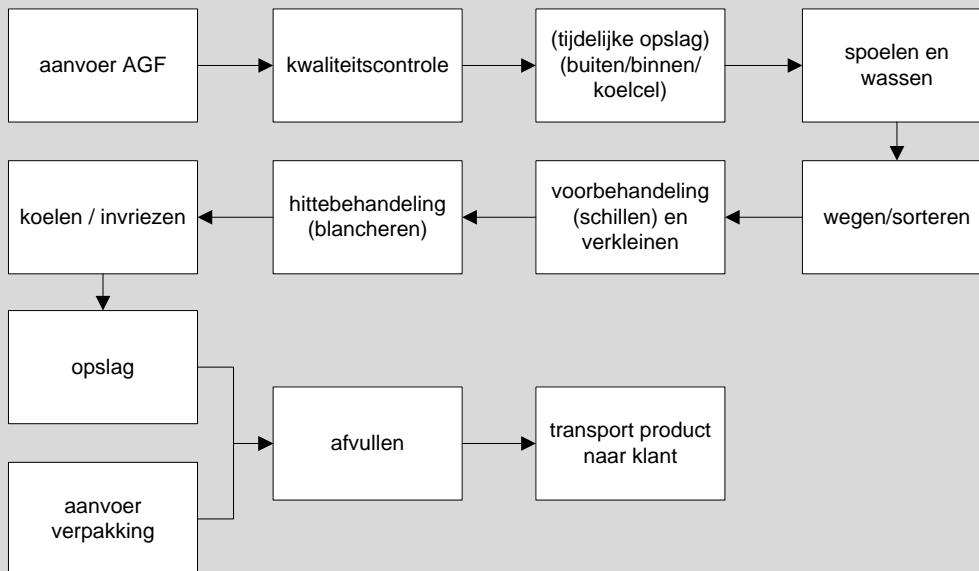 aanvoer AGF
kwaliteitscontrole
(tijdelijke opslag)
(buiten/binnen/
koelcel)
spoelen en
wassen
koelen / invriezen
hittebehandeling
(blancheren)
voorbehandeling
(schillen) en
verkleinen
wegen/sorteren
opslag
afvullen
transport product
naar klant
aanvoer
verpakking